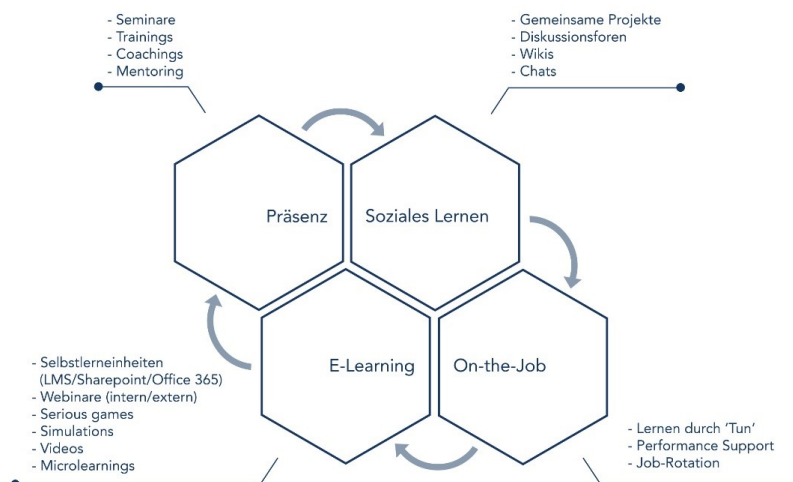 - Seminare
- Trainings
- Coachings
- Mentoring
- Gemeinsame Projekte
- Diskussionsforen
- Wikis
- Chats
Präsenz
Soziales Lernen
E-Learning
On-the-Job
- Selbstlerneinheiten
(LMS/Sharepoint/Office 365)
- Webinare (intern/extern)
- Serious games
- Simulations
- Videos
- Microlearnings
- Lernen durch ‘Tun’
- Performance Support
- Job-Rotation